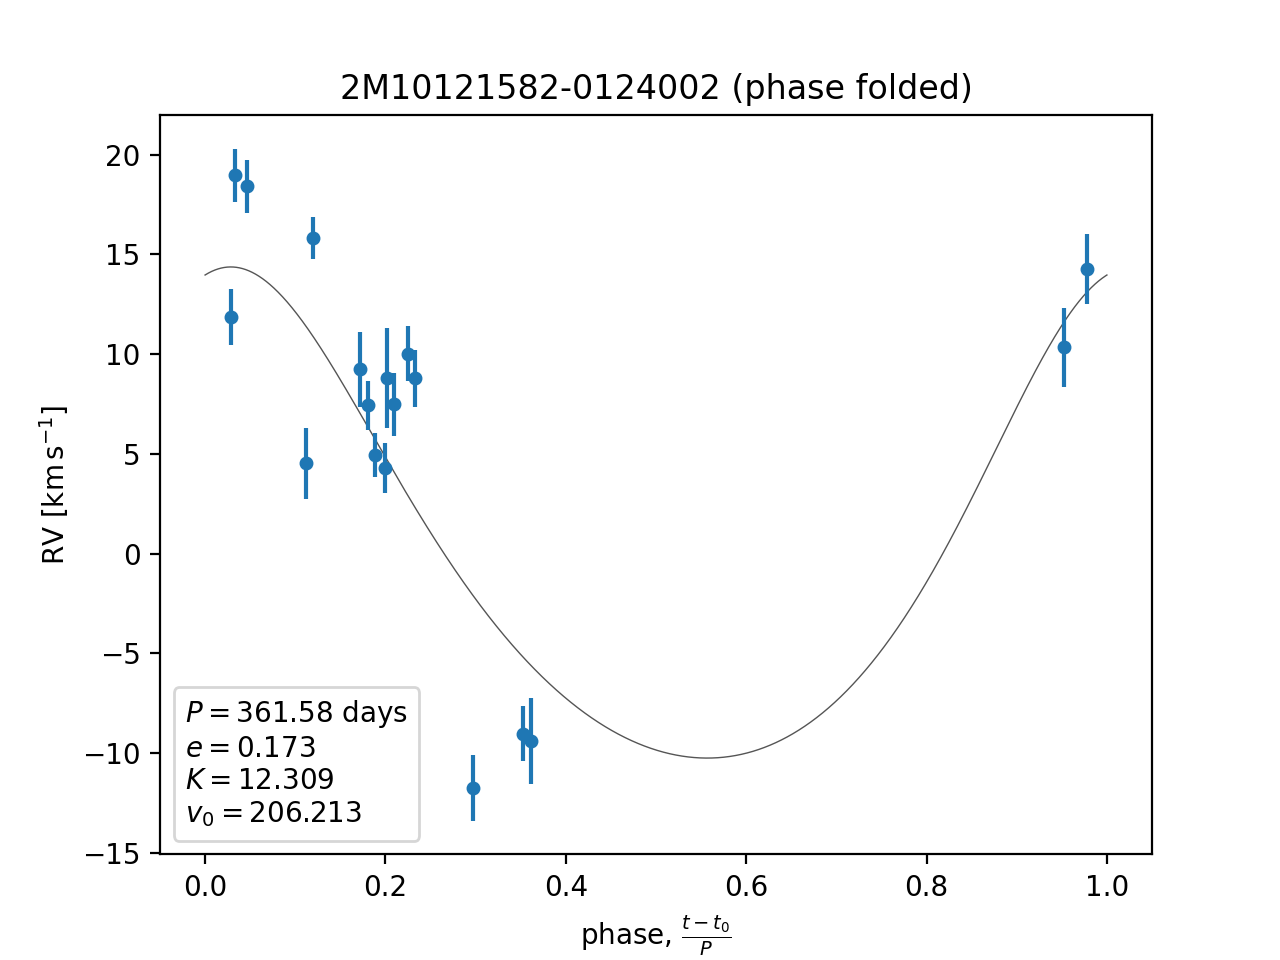 2M10121582-0124002 (phase folded)
20
15
10
5
0
−5
−10
−15
RV [km s⁻¹]
P = 361.58 days
e = 0.173
K = 12.309
v₀ = 206.213
0.0 0.2 0.4 0.6 0.8 1.0
phase, (t − t₀)/P